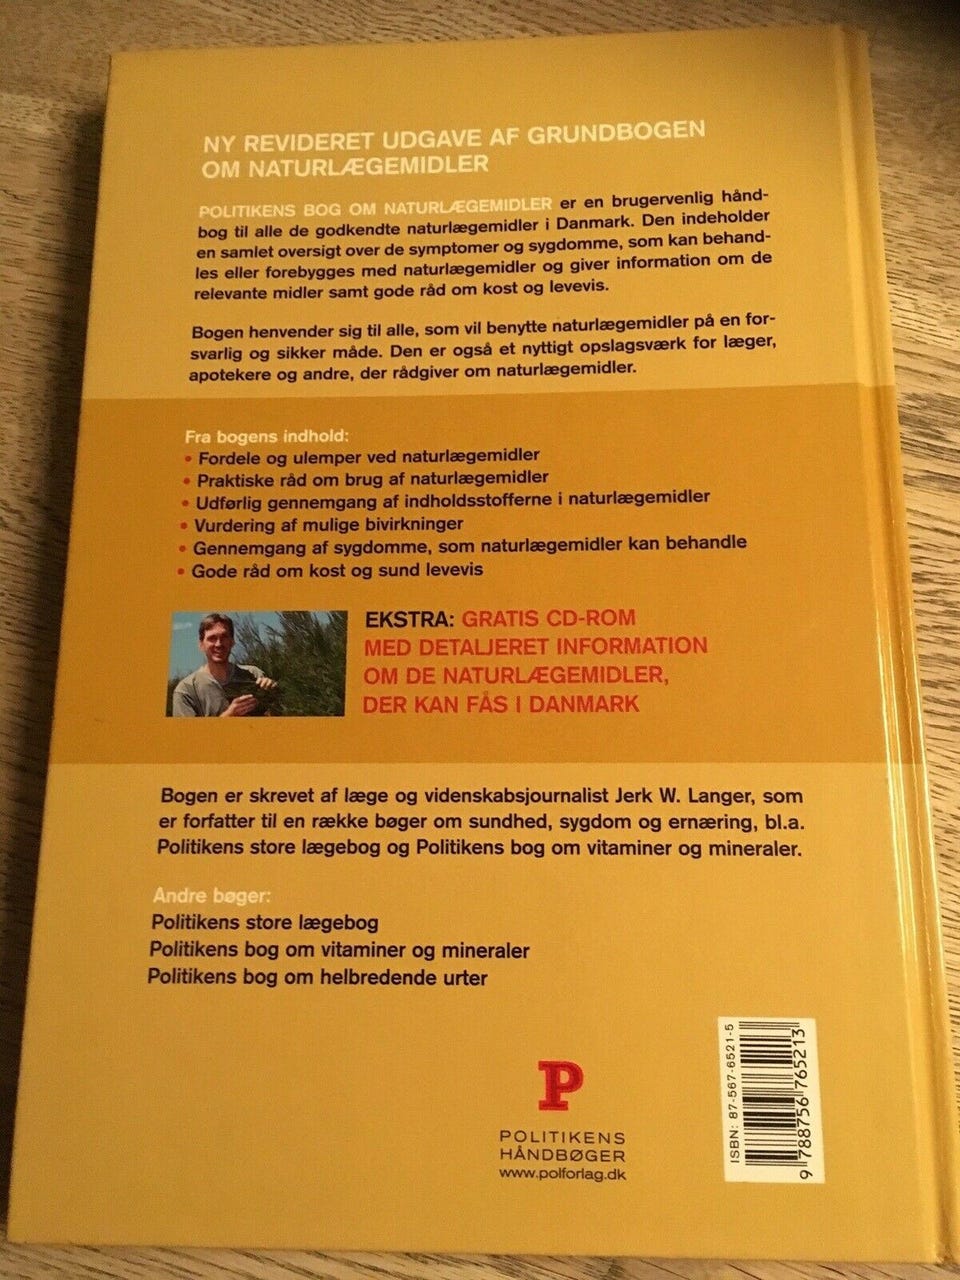 NY REVIDERET UDGAVE AF GRUNDBOGEN
OM NATURLÆGEMIDLER
POLITIKENS BOG OM NATURLÆGEMIDLER er en brugervenlig hånd-
bog til alle de godkendte naturlægemidler i Danmark. Den indeholder
en samlet oversigt over de symptomer og sygdomme, som kan behand-
les eller forebygges med naturlægemidler og giver information om de
relevante midler samt gode råd om kost og levevis.
Bogen henvender sig til alle, som vil benytte naturlægemidler på en for-
svarlig og sikker måde. Den er også et nyttigt opslagsværk for læger,
apotekere og andre, der rådgiver om naturlægemidler.
Fra bogens indhold:
• Fordele og ulemper ved naturlægemidler
• Praktiske råd om brug af naturlægemidler
• Udførlig gennemgang af indholdsstofferne i naturlægemidler
• Vurdering af mulige bivirkninger
• Gennemgang af sygdomme, som naturlægemidler kan behandle
• Gode råd om kost og sund levevis
EKSTRA: GRATIS CD-ROM
MED DETALJERET INFORMATION
OM DE NATURLÆGEMIDLER,
DER KAN FÅS I DANMARK
Bogen er skrevet af læge og videnskabsjournalist Jerk W. Langer, som
er forfatter til en række bøger om sundhed, sygdom og ernæring, bl.a.
Politikens store lægebog og Politikens bog om vitaminer og mineraler.
Andre bøger:
Politikens store lægebog
Politikens bog om vitaminer og mineraler
Politikens bog om helbredende urter
P
POLITIKENS
HÅNDBØGER
www.polforlag.dk
ISBN: 87-567-6521-5
9 788756 765213